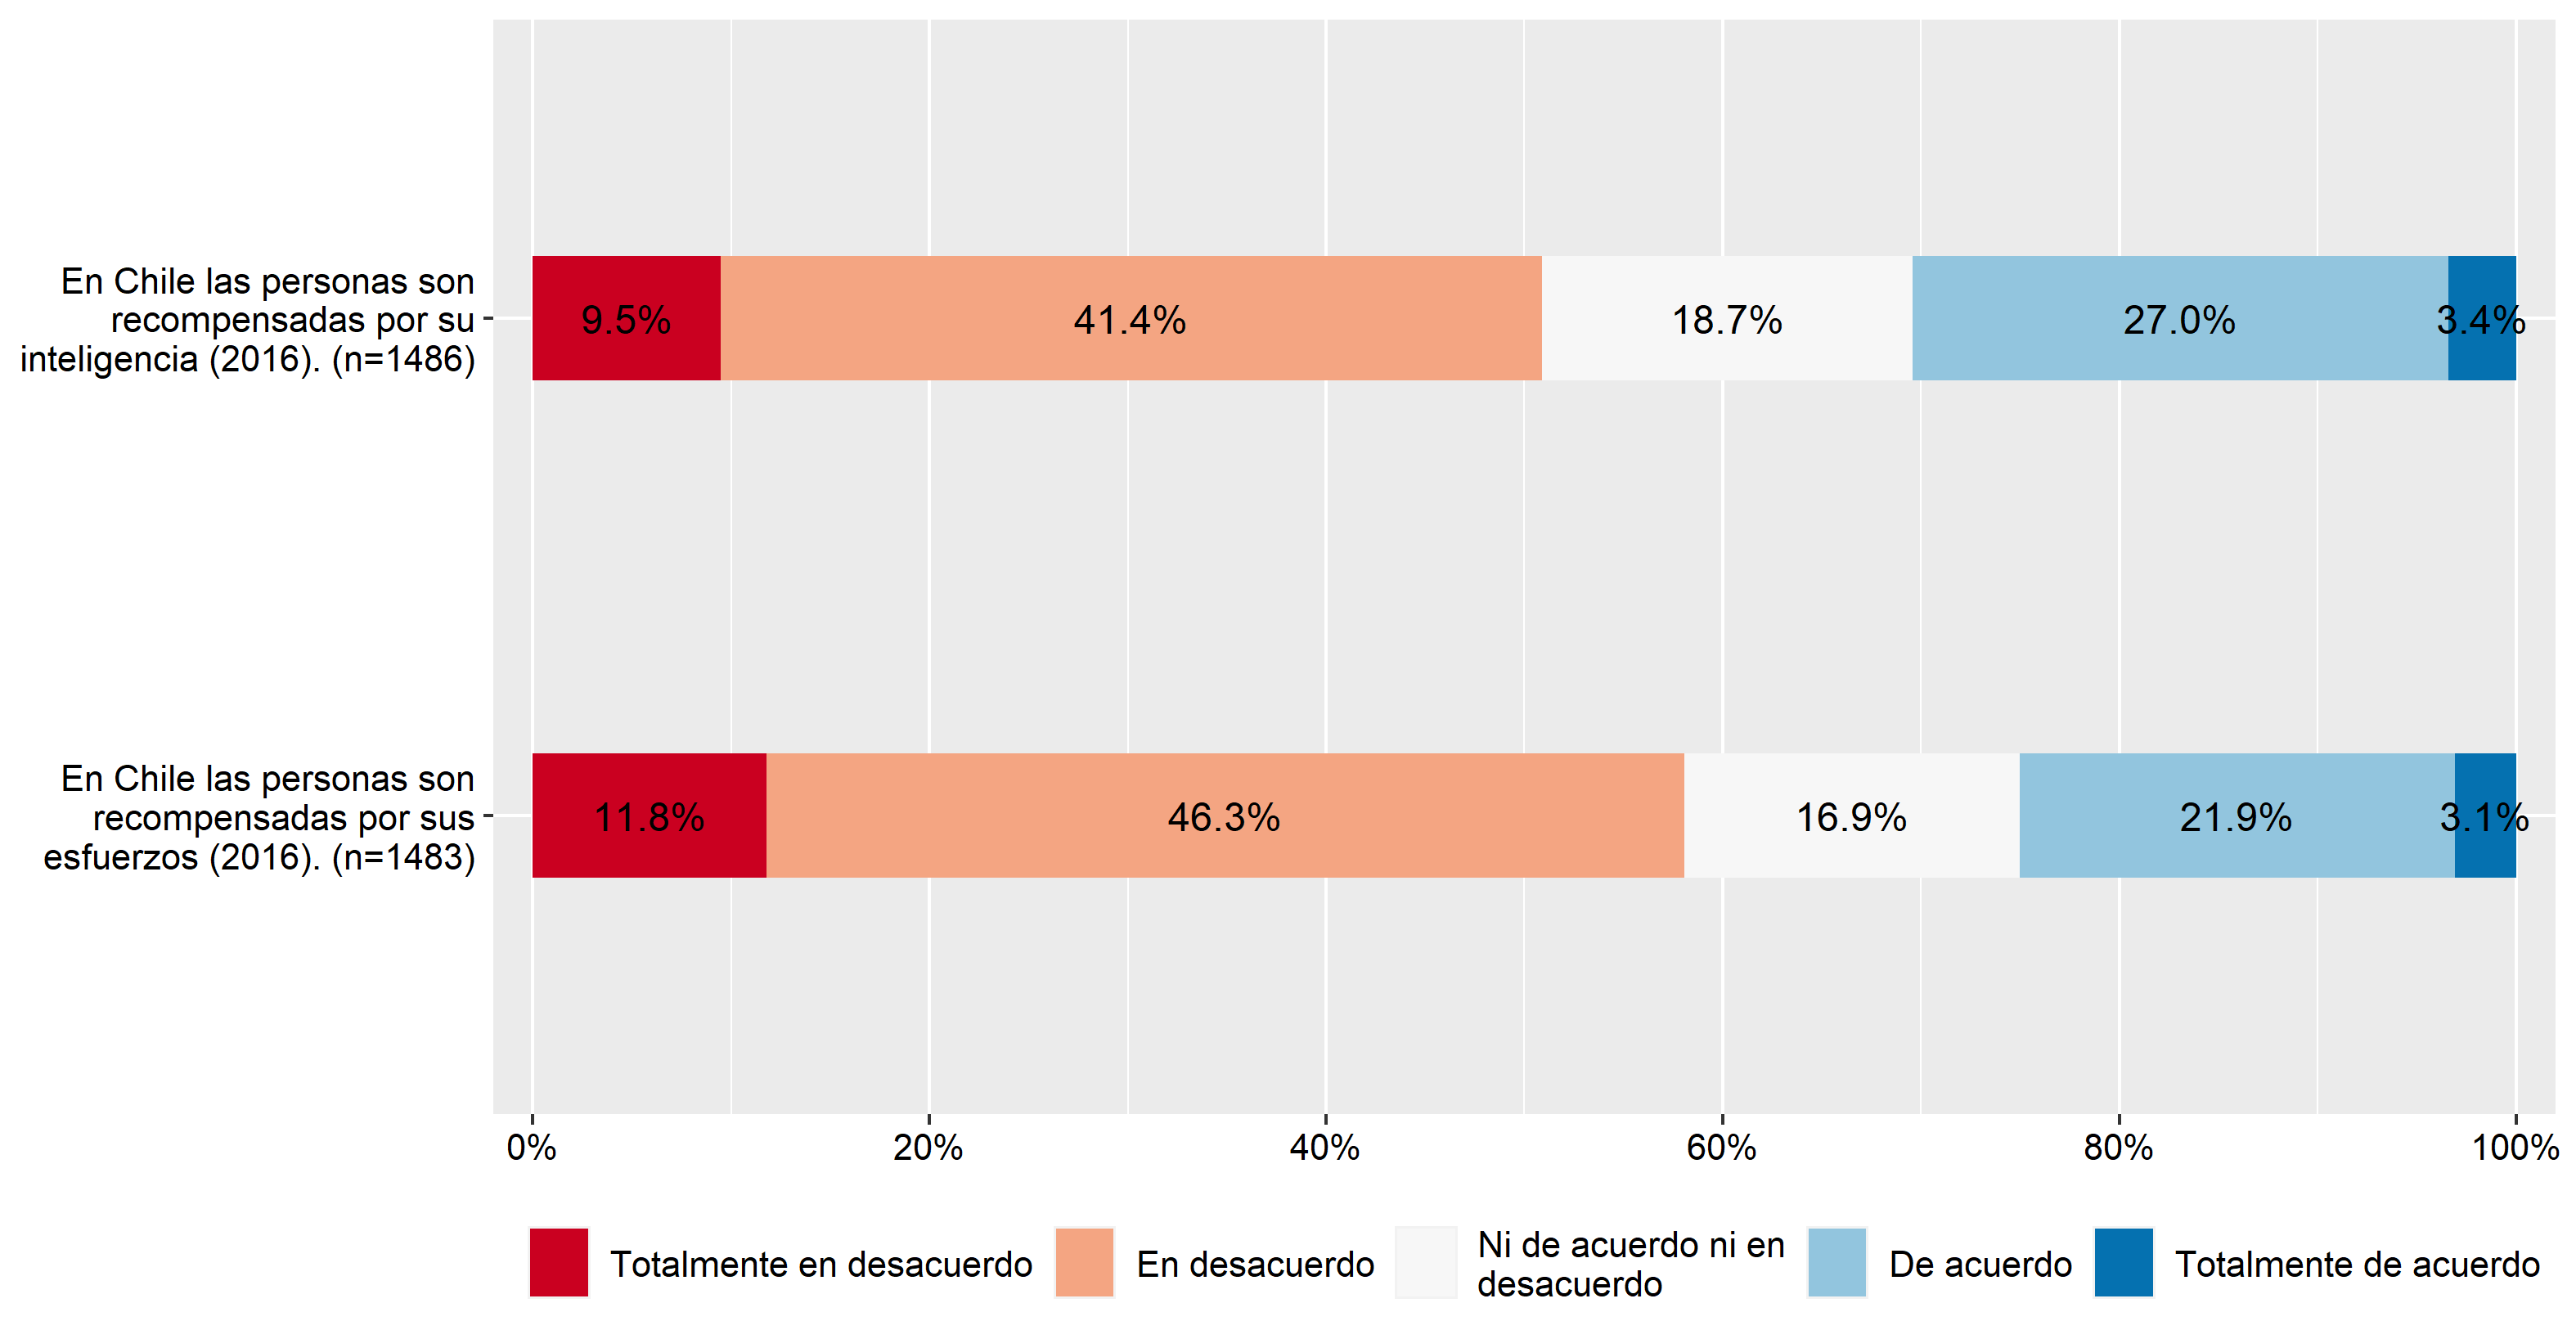 En Chile las personas son
recompensadas por su
inteligencia (2016). (n=1486)
9.5%
41.4%
18.7%
27.0%
3.4%
En Chile las personas son
recompensadas por sus
esfuerzos (2016). (n=1483)
11.8%
46.3%
16.9%
21.9%
3.1%
0%
20%
40%
60%
80%
100%
Totalmente en desacuerdo
En desacuerdo
Ni de acuerdo ni en
desacuerdo
De acuerdo
Totalmente de acuerdo